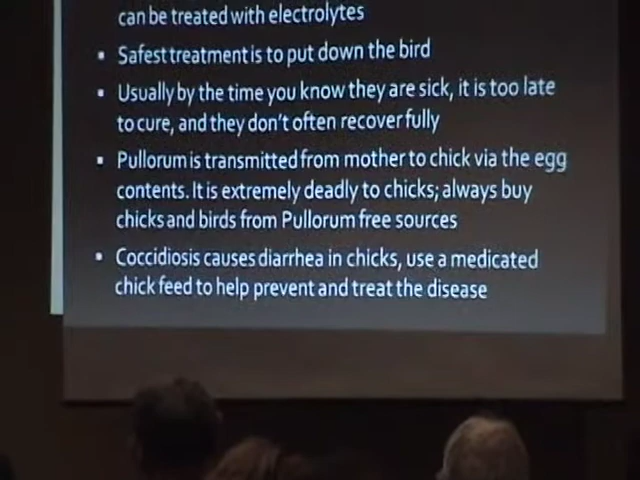 can be treated with electrolytes
▪ Safest treatment is to put down the bird
▪ Usually by the time you know they are sick, it is too late
to cure, and they don't often recover fully
▪ Pullorum is transmitted from mother to chick via the egg
contents. It is extremely deadly to chicks; always buy
chicks and birds from Pullorum free sources
▪ Coccidiosis causes diarrhea in chicks, use a medicated
chick feed to help prevent and treat the disease